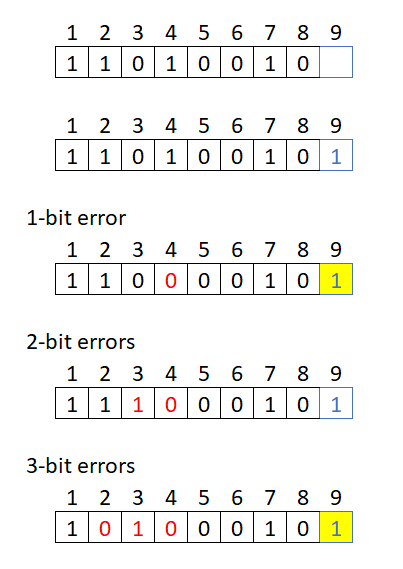 1 2 3 4 5 6 7 8 9
1 1 0 1 0 0 1 0
1 2 3 4 5 6 7 8 9
1 1 0 1 0 0 1 0 1
1-bit error
1 2 3 4 5 6 7 8 9
1 1 0 0 0 0 1 0 1
2-bit errors
1 2 3 4 5 6 7 8 9
1 1 1 0 0 0 1 0 1
3-bit errors
1 2 3 4 5 6 7 8 9
1 0 1 0 0 0 1 0 1